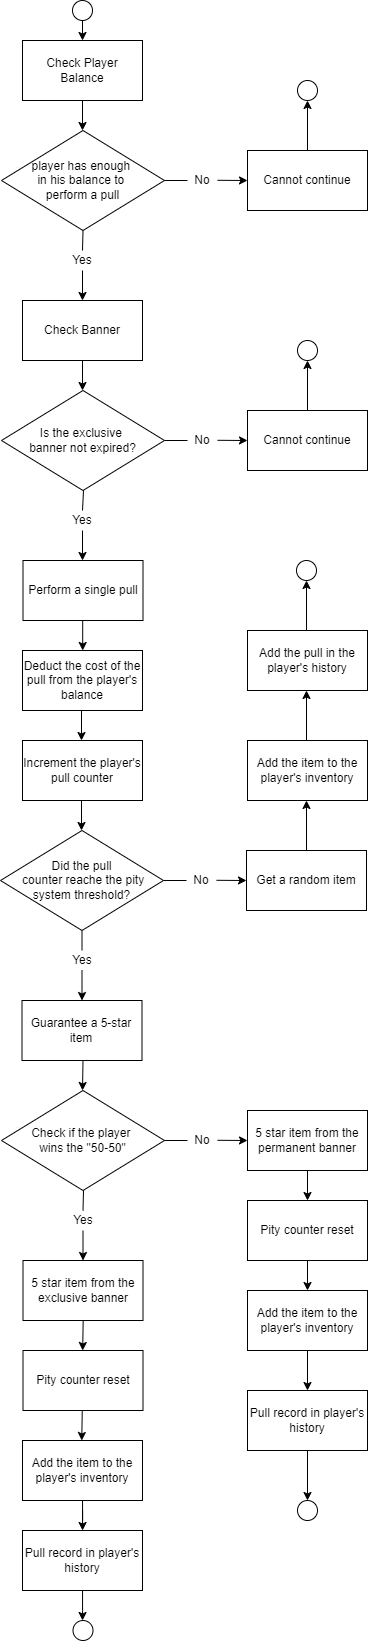 Check Player
Balance
player has enough
in his balance to
perform a pull
No
Cannot continue
Yes
Check Banner
Is the exclusive
banner not expired?
No
Cannot continue
Yes
Perform a single pull
Deduct the cost of the
pull from the player's
balance
Add the pull in the
player's history
Increment the player's
pull counter
Add the item to the
player's inventory
Did the pull
counter reache the pity
system threshold?
No
Get a random item
Yes
Guarantee a 5-star
item
Check if the player
wins the "50-50"
No
5 star item from the
permanent banner
Yes
Pity counter reset
5 star item from the
exclusive banner
Add the item to the
player's inventory
Pity counter reset
Pull record in player's
history
Add the item to the
player's inventory
Pull record in player's
history